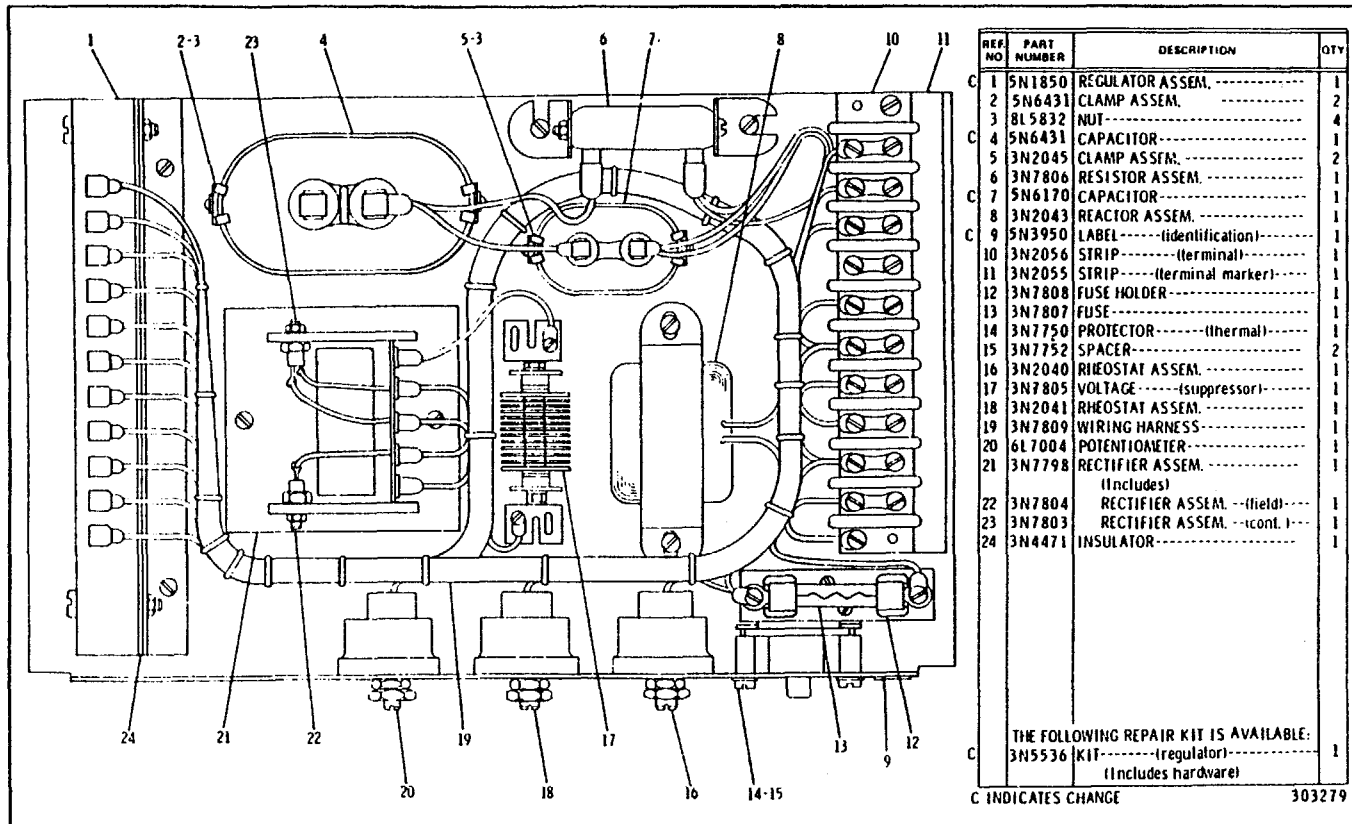 1
2-3
23
4
5-3
6
7
8
10
11
24
21
22
20
19
18
17
16
14-15
13
9
12
REF. NO PART NUMBER DESCRIPTION QTY
C 1 5N1850 REGULATOR ASSEM. 1
2 5N6431 CLAMP ASSEM. 2
3 8L5832 NUT 4
C 4 5N6431 CAPACITOR 1
5 3N2045 CLAMP ASSEM. 2
6 3N7806 RESISTOR ASSEM. 1
C 7 5N6170 CAPACITOR 1
8 3N2043 REACTOR ASSEM. 1
C 9 5N3950 LABEL-----(identification) 1
10 3N2056 STRIP------(terminal) 1
11 3N2055 STRIP----(terminal marker) 1
12 3N7808 FUSE HOLDER 1
13 3N7807 FUSE 1
14 3N7750 PROTECTOR------(thermal) 1
15 3N7752 SPACER 2
16 3N2040 RHEOSTAT ASSEM. 1
17 3N7805 VOLTAGE-----(suppressor) 1
18 3N2041 RHEOSTAT ASSEM. 1
19 3N7809 WIRING HARNESS 1
20 6L7004 POTENTIOMETER 1
21 3N7798 RECTIFIER ASSEM. 1
(Includes)
22 3N7804 RECTIFIER ASSEM. --(field) 1
23 3N7803 RECTIFIER ASSEM. --(cont.) 1
24 3N4471 INSULATOR 1
THE FOLLOWING REPAIR KIT IS AVAILABLE:
C 3N5536 KIT--------(regulator) 1
(Includes hardware)
C INDICATES CHANGE 303279